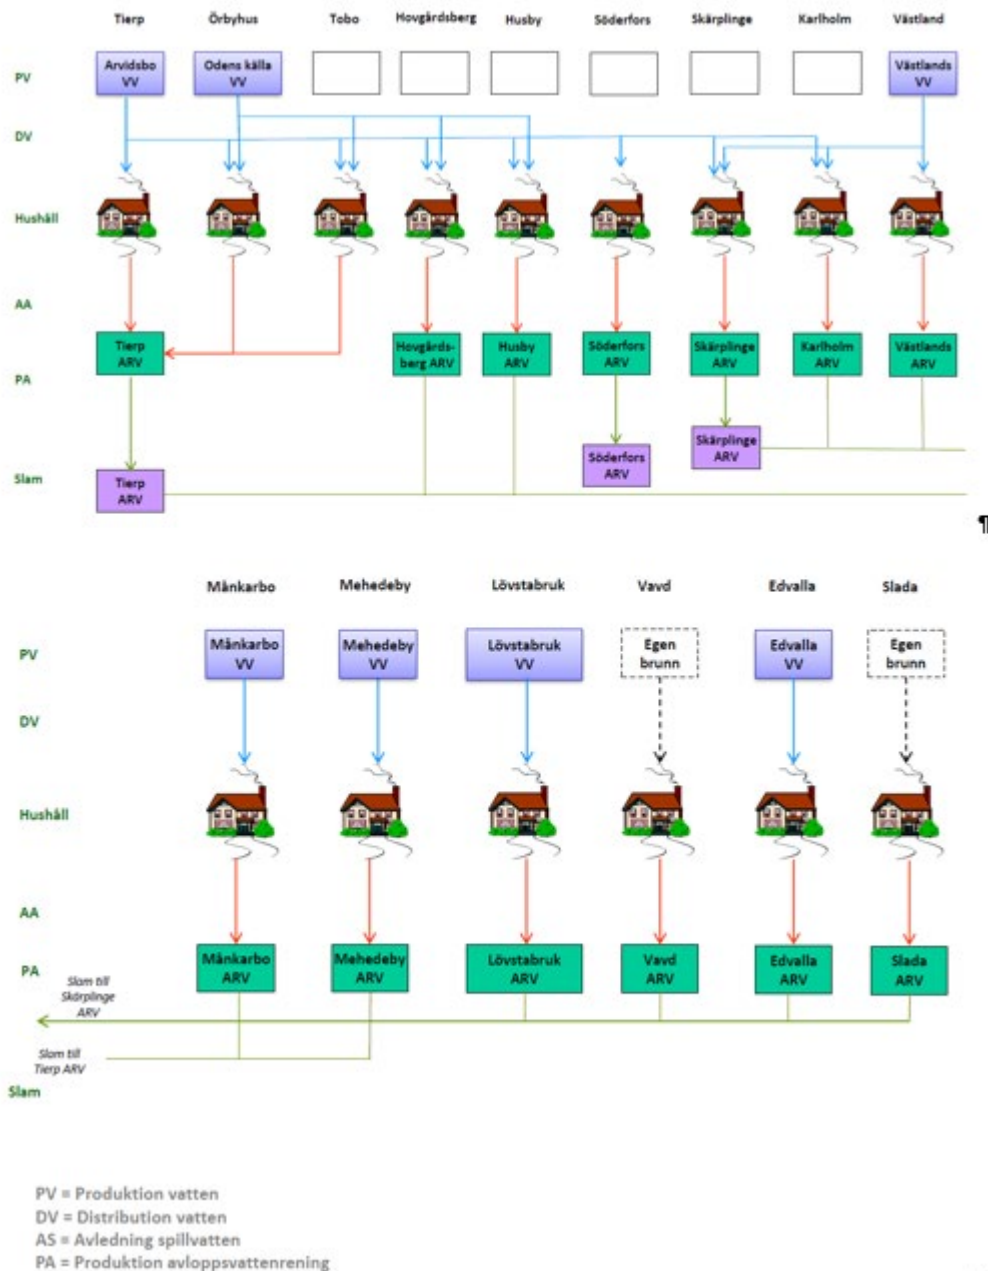 Tierp Örbyhus Tobo Hovgårdsberg Husby Söderfors Skärplinge Karlholm Västland
PV
Arvidsbo Odens källa Västlands
VV VV VV
DV
Hushåll
AA
Tierp Hovgårds- Husby Söderfors Skärplinge Karlholm Västlands
ARV berg ARV ARV ARV ARV ARV ARV
PA
Skärplinge
ARV
Söderfors
ARV
Slam
Tierp
ARV
¶
Månkarbo Mehedeby Lövstabruk Vavd Edvalla Slada
PV
Månkarbo Mehedeby Lövstabruk Egen Edvalla Egen
VV VV VV brunn VV brunn
DV
Hushåll
AA
PA
Månkarbo Mehedeby Lövstabruk Vavd Edvalla Slada
ARV ARV ARV ARV ARV ARV
Slam till
Skärplinge
ARV
Slam till
Tierp ARV
Slam
PV = Produktion vatten
DV = Distribution vatten
AS = Avledning spillvatten
PA = Produktion avloppsvattenrening